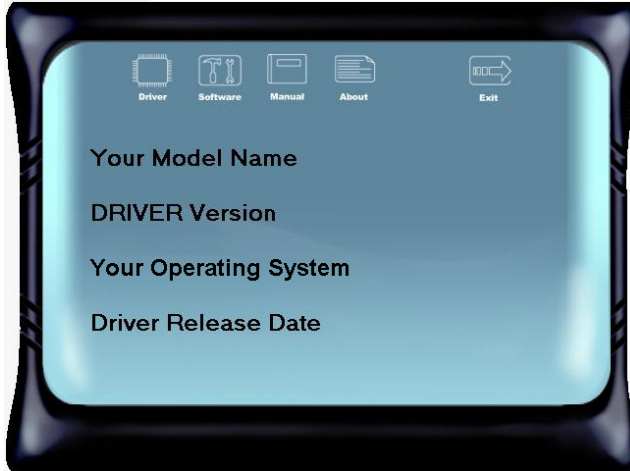 Driver Software Manual About Exit
Your Model Name
DRIVER Version
Your Operating System
Driver Release Date